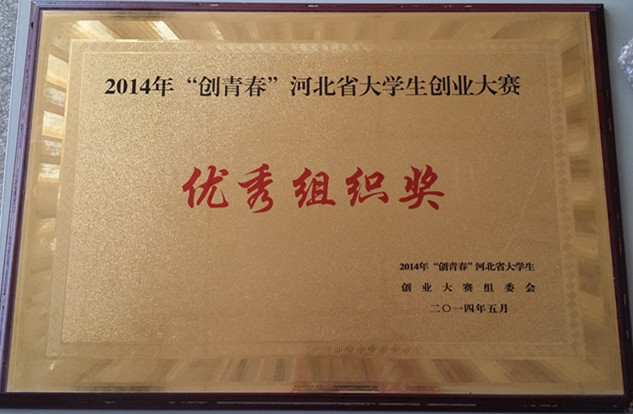 2014年“创青春”河北省大学生创业大赛
优秀组织奖
2014年“创青春”河北省大学生
创业大赛组委会
二〇一四年五月